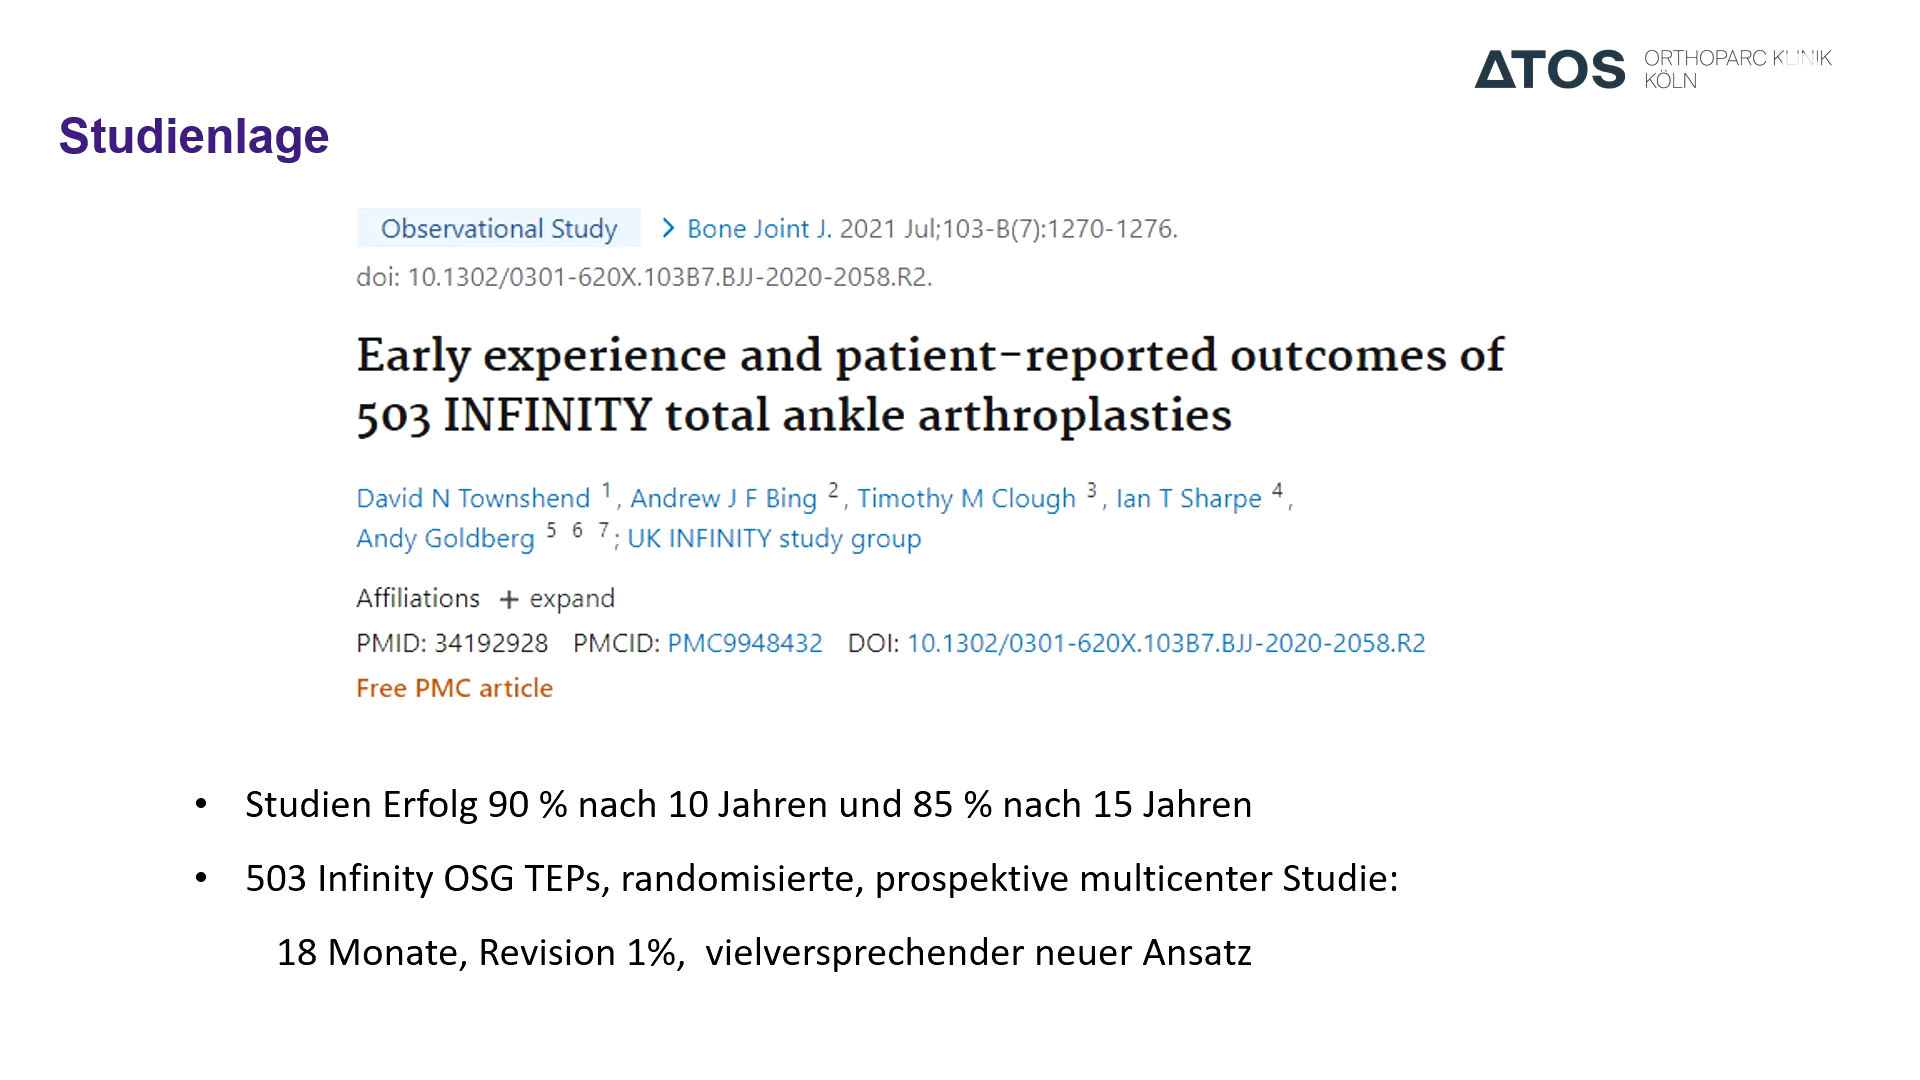 ATOS ORTHOPARC KLINIK
KÖLN
Studienlage
Observational Study > Bone Joint J. 2021 Jul;103-B(7):1270-1276.
doi: 10.1302/0301-620X.103B7.BJJ-2020-2058.R2.
Early experience and patient-reported outcomes of
503 INFINITY total ankle arthroplasties
David N Townshend 1, Andrew J F Bing 2, Timothy M Clough 3, Ian T Sharpe 4,
Andy Goldberg 5 6 7; UK INFINITY study group
Affiliations + expand
PMID: 34192928 PMCID: PMC9948432 DOI: 10.1302/0301-620X.103B7.BJJ-2020-2058.R2
Free PMC article
• Studien Erfolg 90 % nach 10 Jahren und 85 % nach 15 Jahren
• 503 Infinity OSG TEPs, randomisierte, prospektive multicenter Studie:
18 Monate, Revision 1%, vielversprechender neuer Ansatz